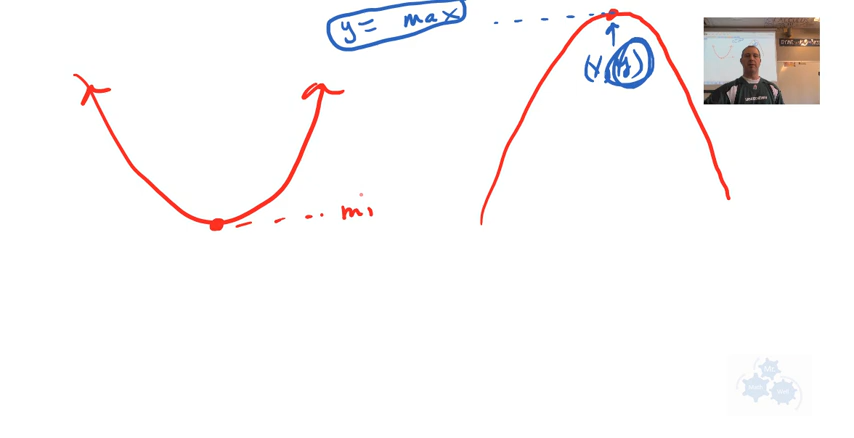 y = max
(x, y)
mi